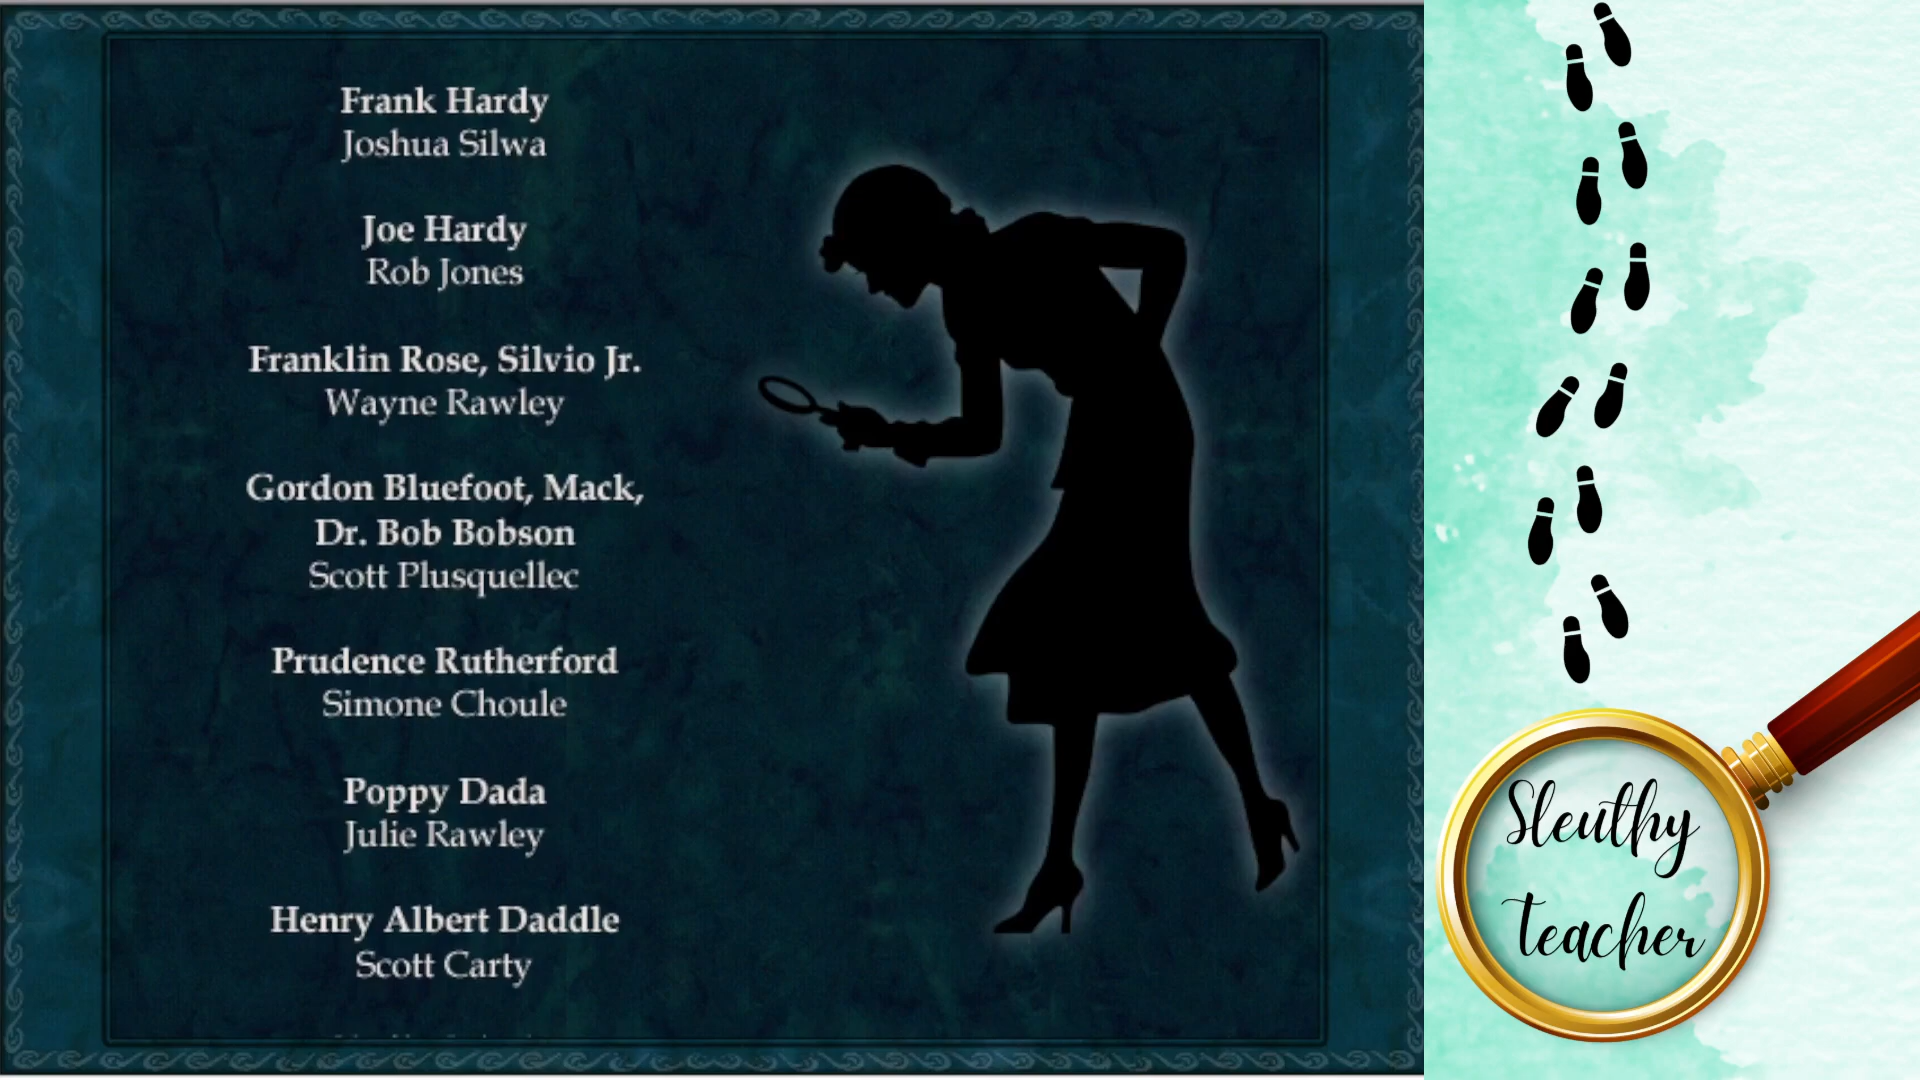 Frank Hardy
Joshua Silwa
Joe Hardy
Rob Jones
Franklin Rose, Silvio Jr.
Wayne Rawley
Gordon Bluefoot, Mack,
Dr. Bob Bobson
Scott Plusquellec
Prudence Rutherford
Simone Choule
Poppy Dada
Julie Rawley
Henry Albert Daddle
Scott Carty
Sleuthy
Teacher